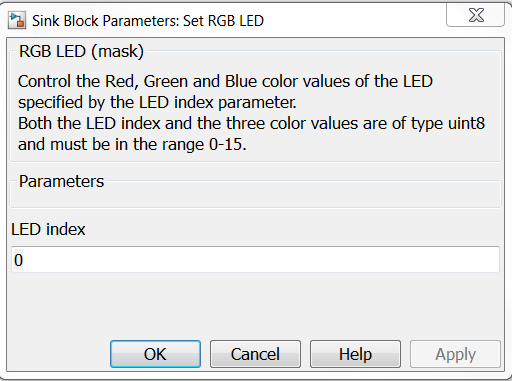 Sink Block Parameters: Set RGB LED
RGB LED (mask)
Control the Red, Green and Blue color values of the LED
specified by the LED index parameter.
Both the LED index and the three color values are of type uint8
and must be in the range 0-15.
Parameters
LED index
0
OK Cancel Help Apply